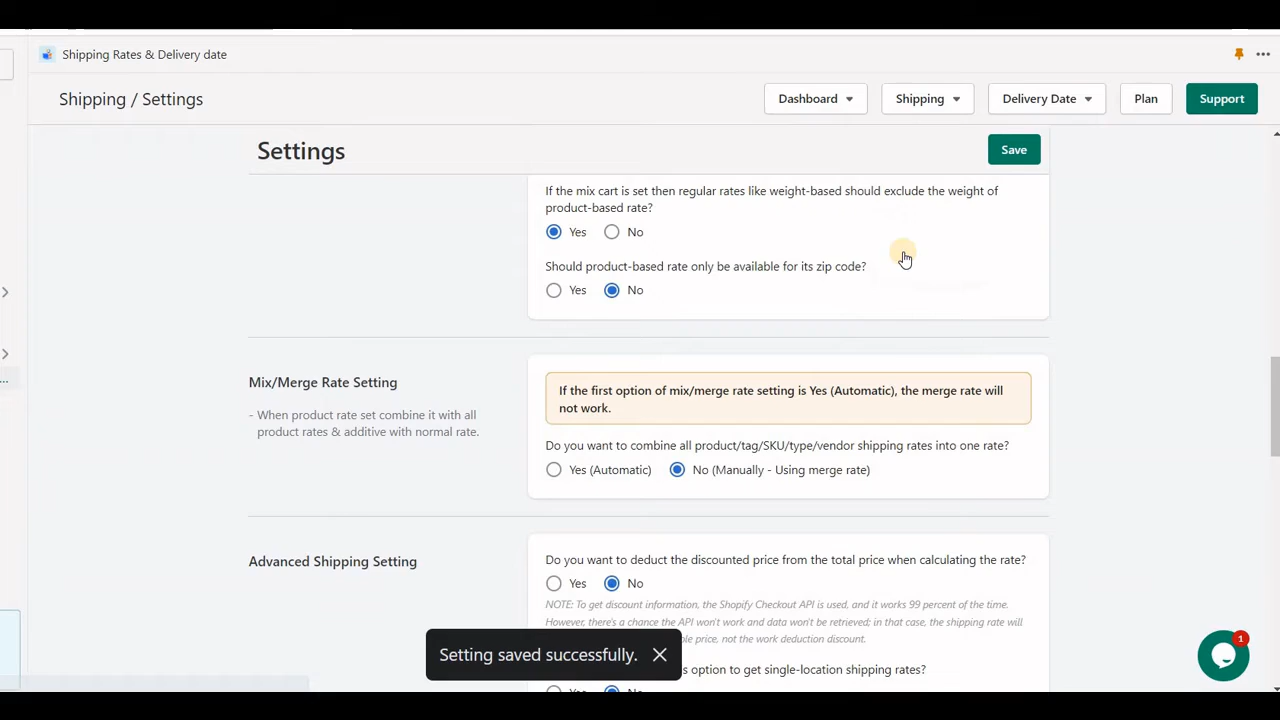 Shipping Rates & Delivery date
Shipping / Settings
Dashboard
Shipping
Delivery Date
Plan
Support
Settings
Save
If the mix cart is set then regular rates like weight-based should exclude the weight of
product-based rate?
Yes
No
Should product-based rate only be available for its zip code?
Yes
No
Mix/Merge Rate Setting
- When product rate set combine it with all
product rates & additive with normal rate.
If the first option of mix/merge rate setting is Yes (Automatic), the merge rate will
not work.
Do you want to combine all product/tag/SKU/type/vendor shipping rates into one rate?
Yes (Automatic)
No (Manually - Using merge rate)
Advanced Shipping Setting
Do you want to deduct the discounted price from the total price when calculating the rate?
Yes
No
NOTE: To get discount information, the Shopify Checkout API is used, and it works 99 percent of the time.
However, there's a chance the API won't work and data won't be retrieved; in that case, the shipping rate will
price, not the work deduction discount.
Setting saved successfully.
option to get single-location shipping rates?
Yes
No
1